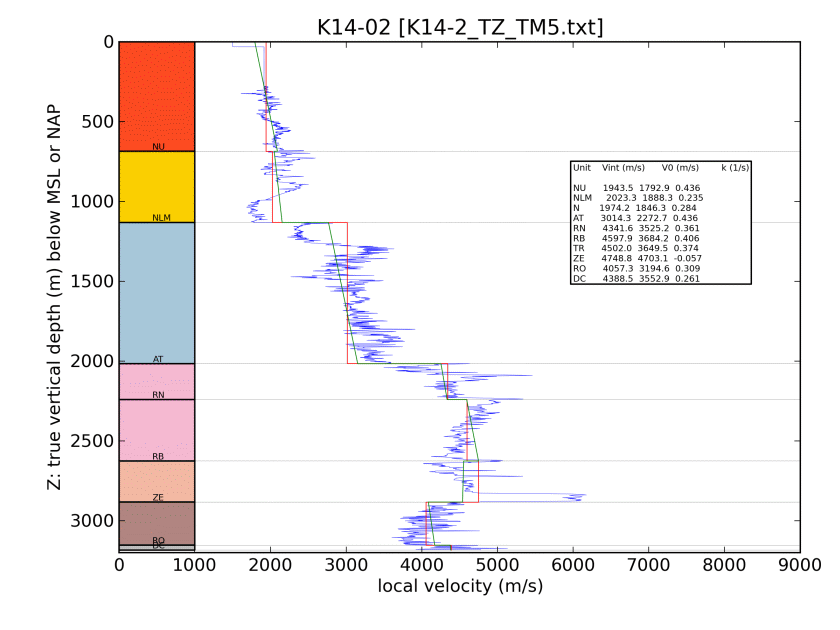 K14-02 [K14-2_TZ_TM5.txt]
Z: true vertical depth (m) below MSL or NAP
0
500
1000
1500
2000
2500
3000
NU
NLM
AT
RN
RB
ZE
RO
DC
Unit Vint (m/s) V0 (m/s) k (1/s)
NU 1943.5 1792.9 0.436
NLM 2023.3 1888.3 0.235
N 1974.2 1846.3 0.284
AT 3014.3 2272.7 0.436
RN 4341.6 3525.2 0.361
RB 4597.9 3684.2 0.406
TR 4502.0 3649.5 0.374
ZE 4748.8 4703.1 -0.057
RO 4057.3 3194.6 0.309
DC 4388.5 3552.9 0.261
0 1000 2000 3000 4000 5000 6000 7000 8000 9000
local velocity (m/s)